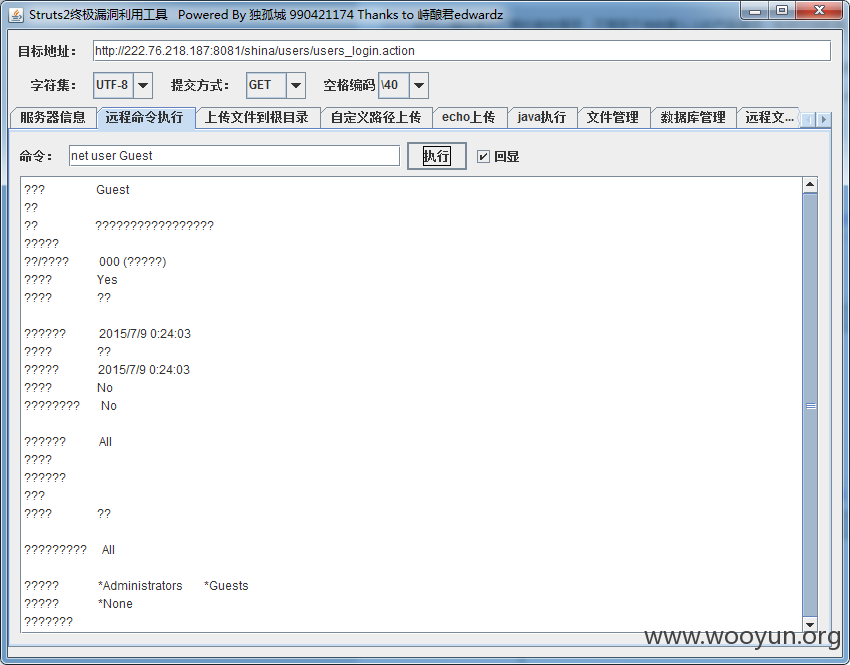 Struts2终极漏洞利用工具 Powered By 独孤城 990421174 Thanks to 峙酿君edwardz
目标地址： http://222.76.218.187:8081/shina/users/users_login.action
字符集： UTF-8 提交方式： GET 空格编码 \40
服务器信息 远程命令执行 上传文件到根目录 自定义路径上传 echo上传 java执行 文件管理 数据库管理 远程文...
命令： net user Guest 执行 回显
??? Guest
??
?? ?????????????????
?????
??/???? 000 (?????)
???? Yes
???? ??
?????? 2015/7/9 0:24:03
???? ??
????? 2015/7/9 0:24:03
???? No
???????? No
?????? All
????
??????
???
???? ??
????????? All
????? *Administrators *Guests
????? *None
???????
www.wooyun.org